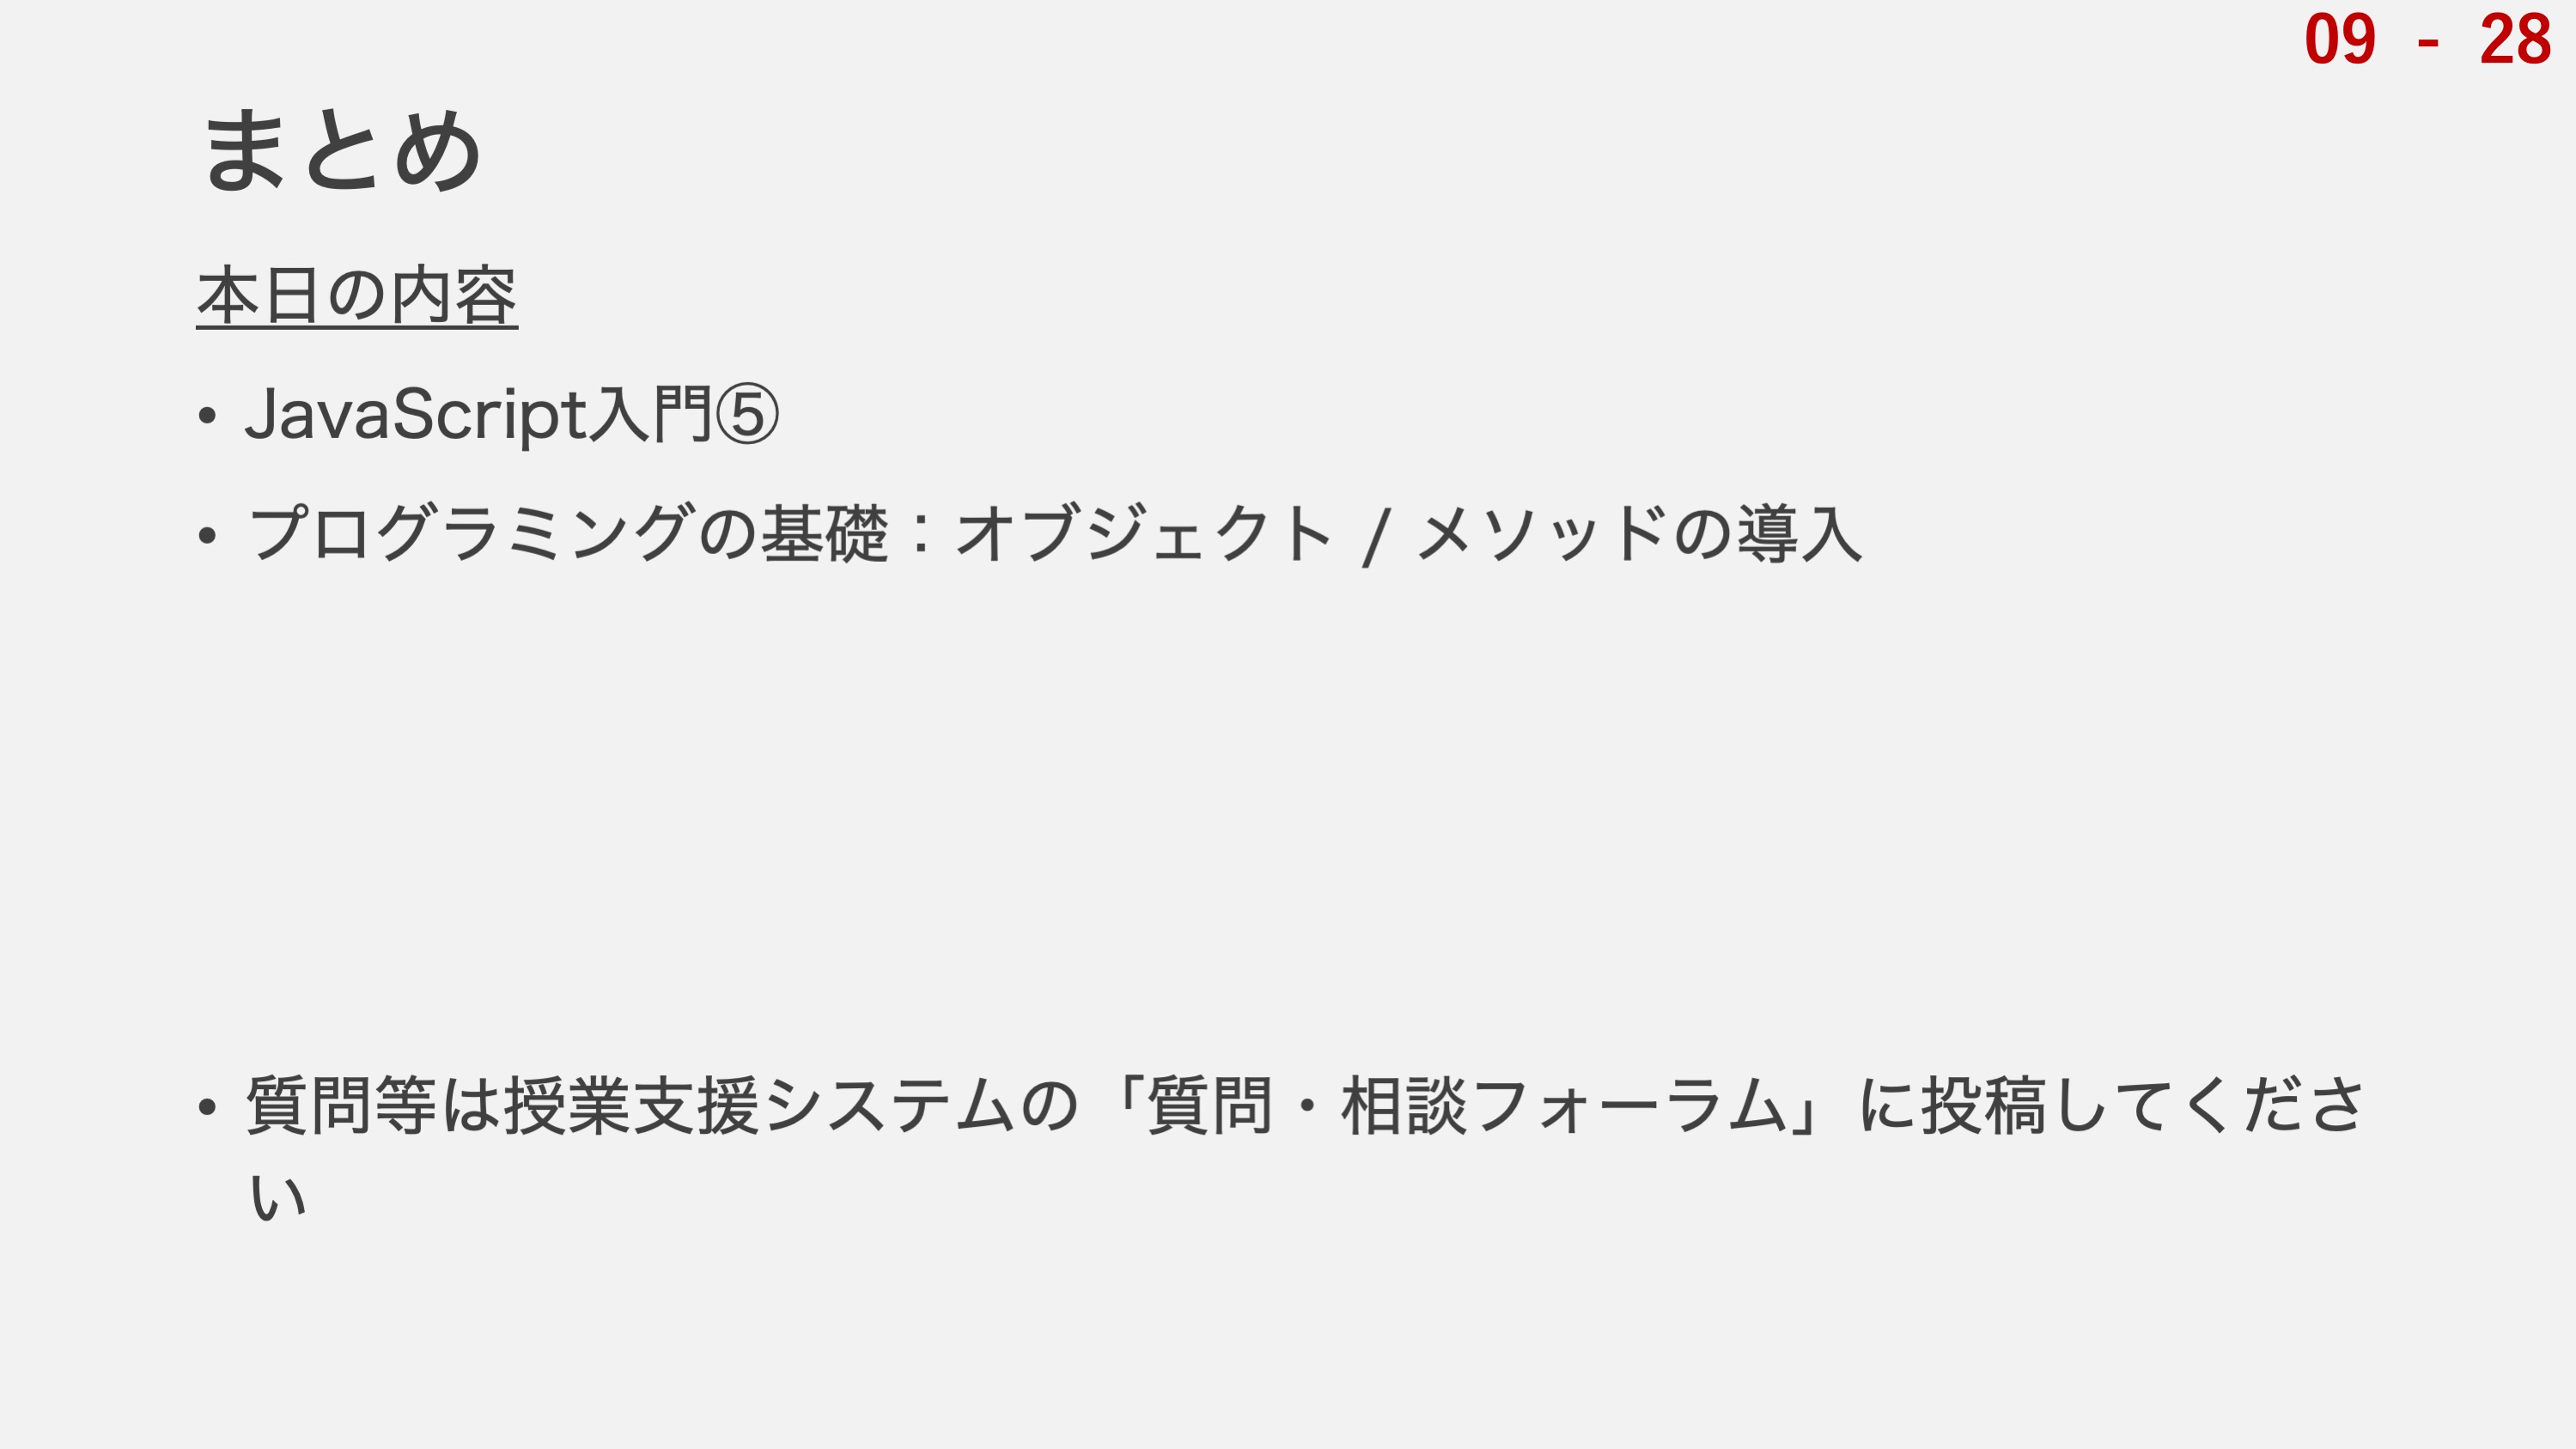 09 - 28
まとめ
本日の内容
• JavaScript入門⑤
• プログラミングの基礎：オブジェクト / メソッドの導入
• 質問等は授業支援システムの「質問・相談フォーラム」に投稿してくださ
い